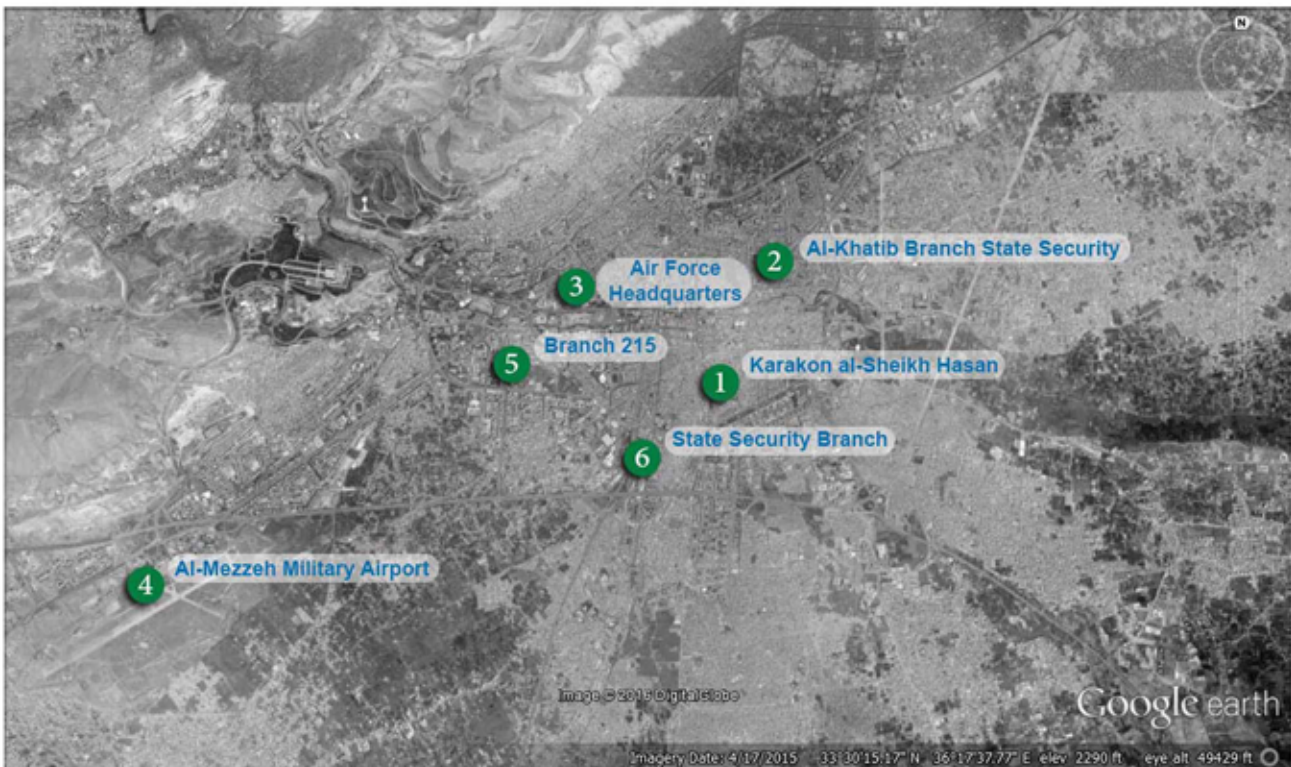 N
2 Al-Khatib Branch State Security
3 Air Force
Headquarters
5 Branch 215
1 Karakon al-Sheikh Hasan
6 State Security Branch
4 Al-Mezzeh Military Airport
Image © 2015 DigitalGlobe
Google earth
Imagery Date: 4/17/2015 33°30'15.17" N 36°17'37.77" E elev 2290 ft eye alt 49429 ft